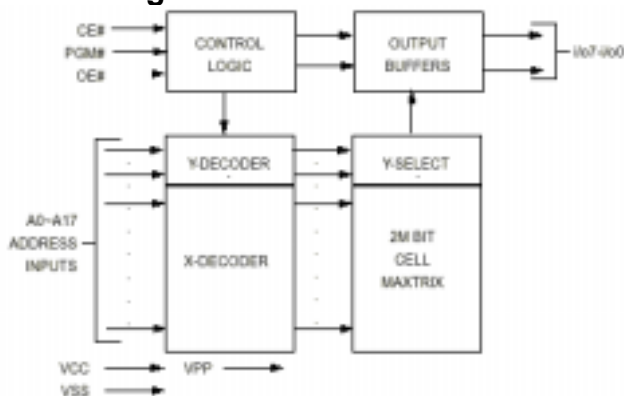 CE#
PGM#
OE#
CONTROL
LOGIC
OUTPUT
BUFFERS
I/o7-I/o0
Y-DECODER
Y-SELECT
A0~A17
ADDRESS
INPUTS
X-DECODER
2M BIT
CELL
MAXTRIX
VCC
VPP
VSS